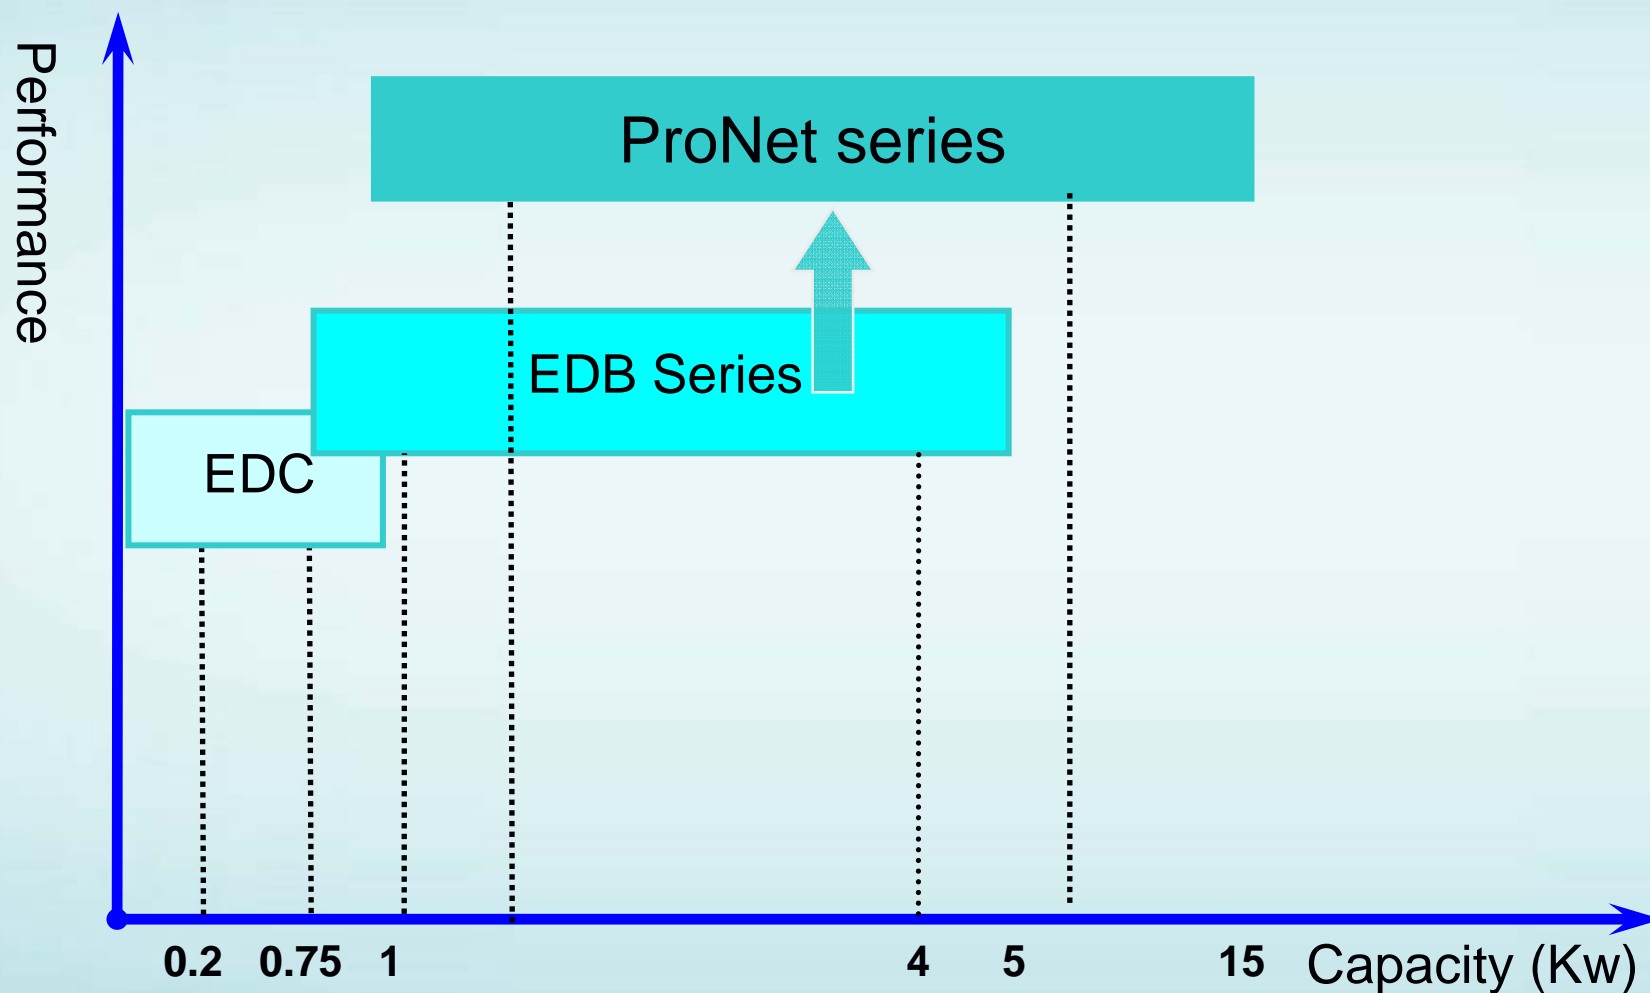 Performance
ProNet series
EDB Series
EDC
0.2 0.75 1 4 5 15 Capacity (Kw)